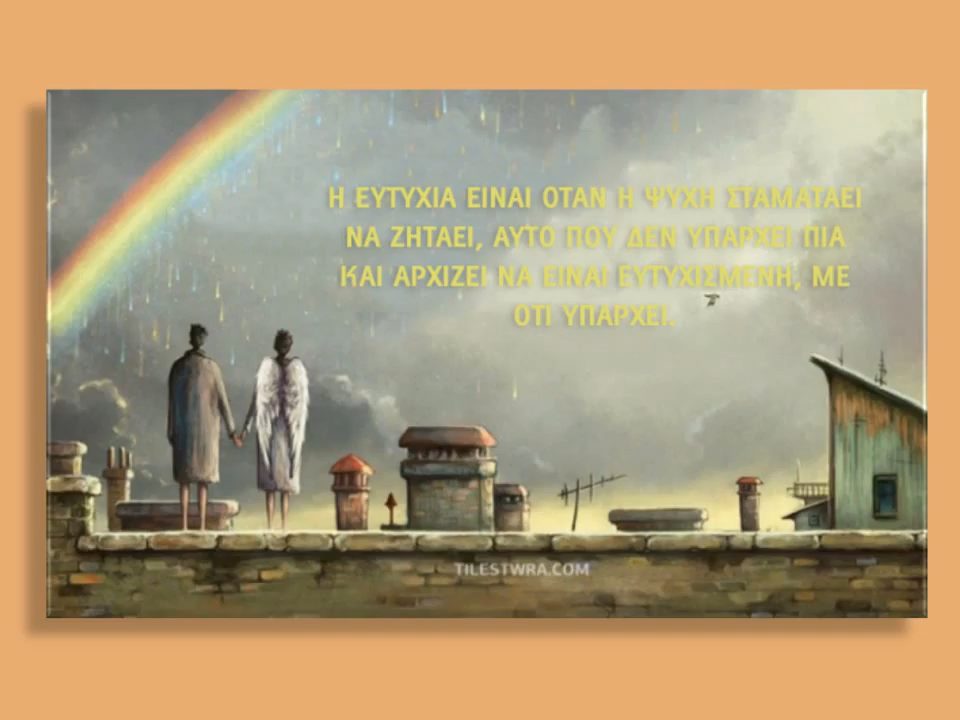 Η ΕΥΤΥΧΙΑ ΕΙΝΑΙ ΟΤΑΝ Η ΨΥΧΗ ΣΤΑΜΑΤΑΕΙ
ΝΑ ΖΗΤΑΕΙ, ΑΥΤΟ ΠΟΥ ΔΕΝ ΥΠΑΡΧΕΙ ΠΙΑ
ΚΑΙ ΑΡΧΙΖΕΙ ΝΑ ΕΙΝΑΙ ΕΥΤΥΧΙΣΜΕΝΗ, ΜΕ
ΟΤΙ ΥΠΑΡΧΕΙ.
TILESTWRA.COM